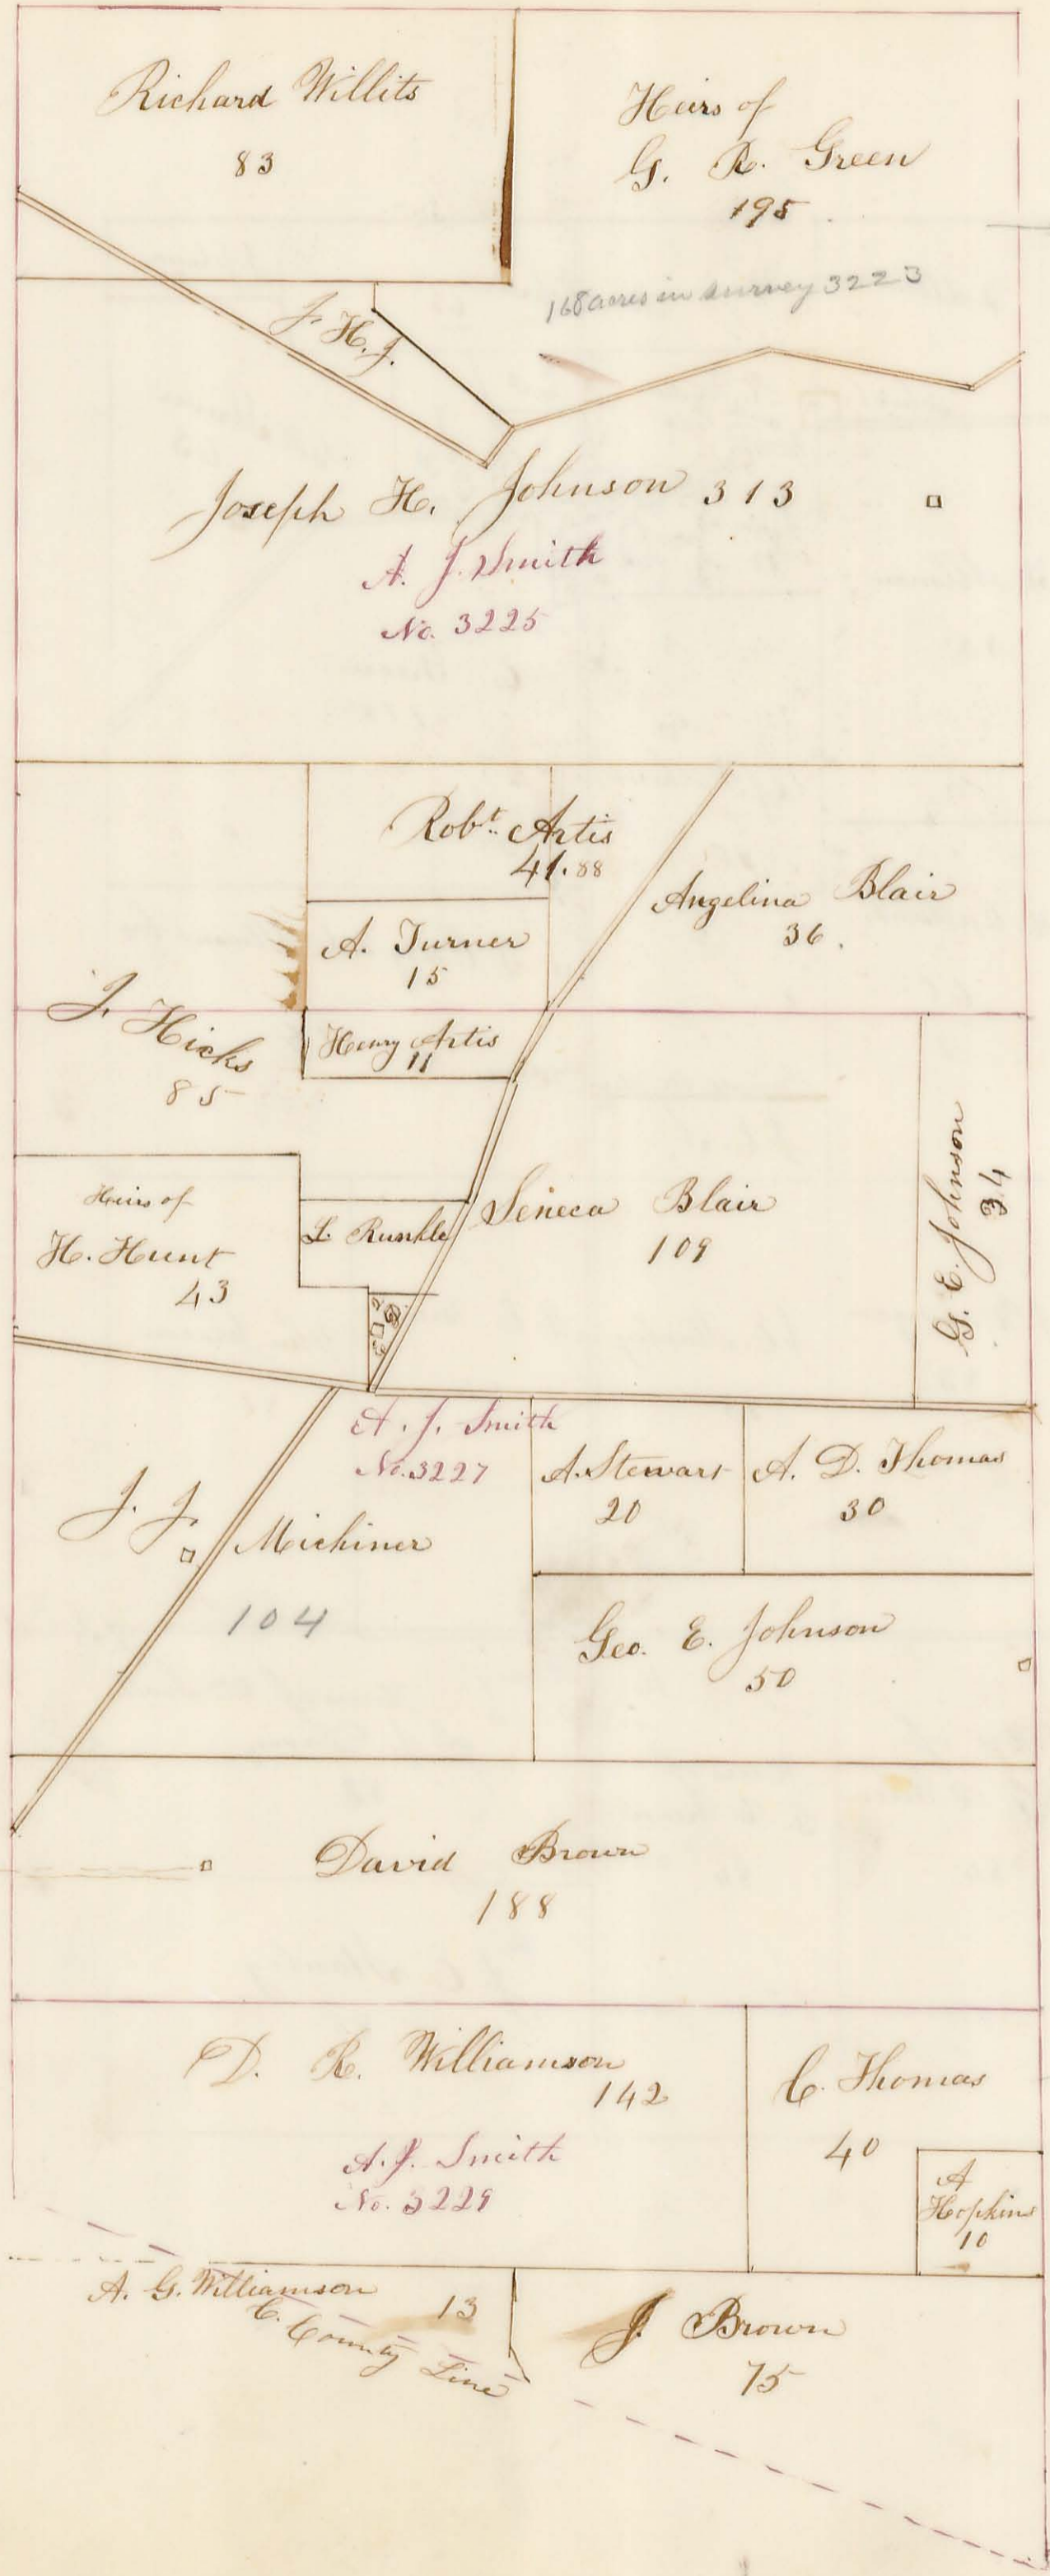 Richard Willits
83
Heirs of
G. R. Green
195
168 acres in survey 3223
J. H. J.
Joseph H. Johnson 313
A. J. Smith
No. 3225
Robt. Artis
41.88
Angelina Blair
36.
A. Turner
15
J. Hicks
85
Henry Artis
11
Heirs of
H. Hunt
43
L. Runkle
Seneca Blair
109
G. E. Johnson
34
A. J. Smith
No. 3227
A. Stewart
20
A. D. Thomas
30
J. J. Michiner
104
Geo. E. Johnson
50
David Brown
188
D. R. Williamson
142
A. J. Smith
No. 3229
C. Thomas
40
A
Hopkins
10
A. G. Williamson 13
C. County Line
J. Brown
75